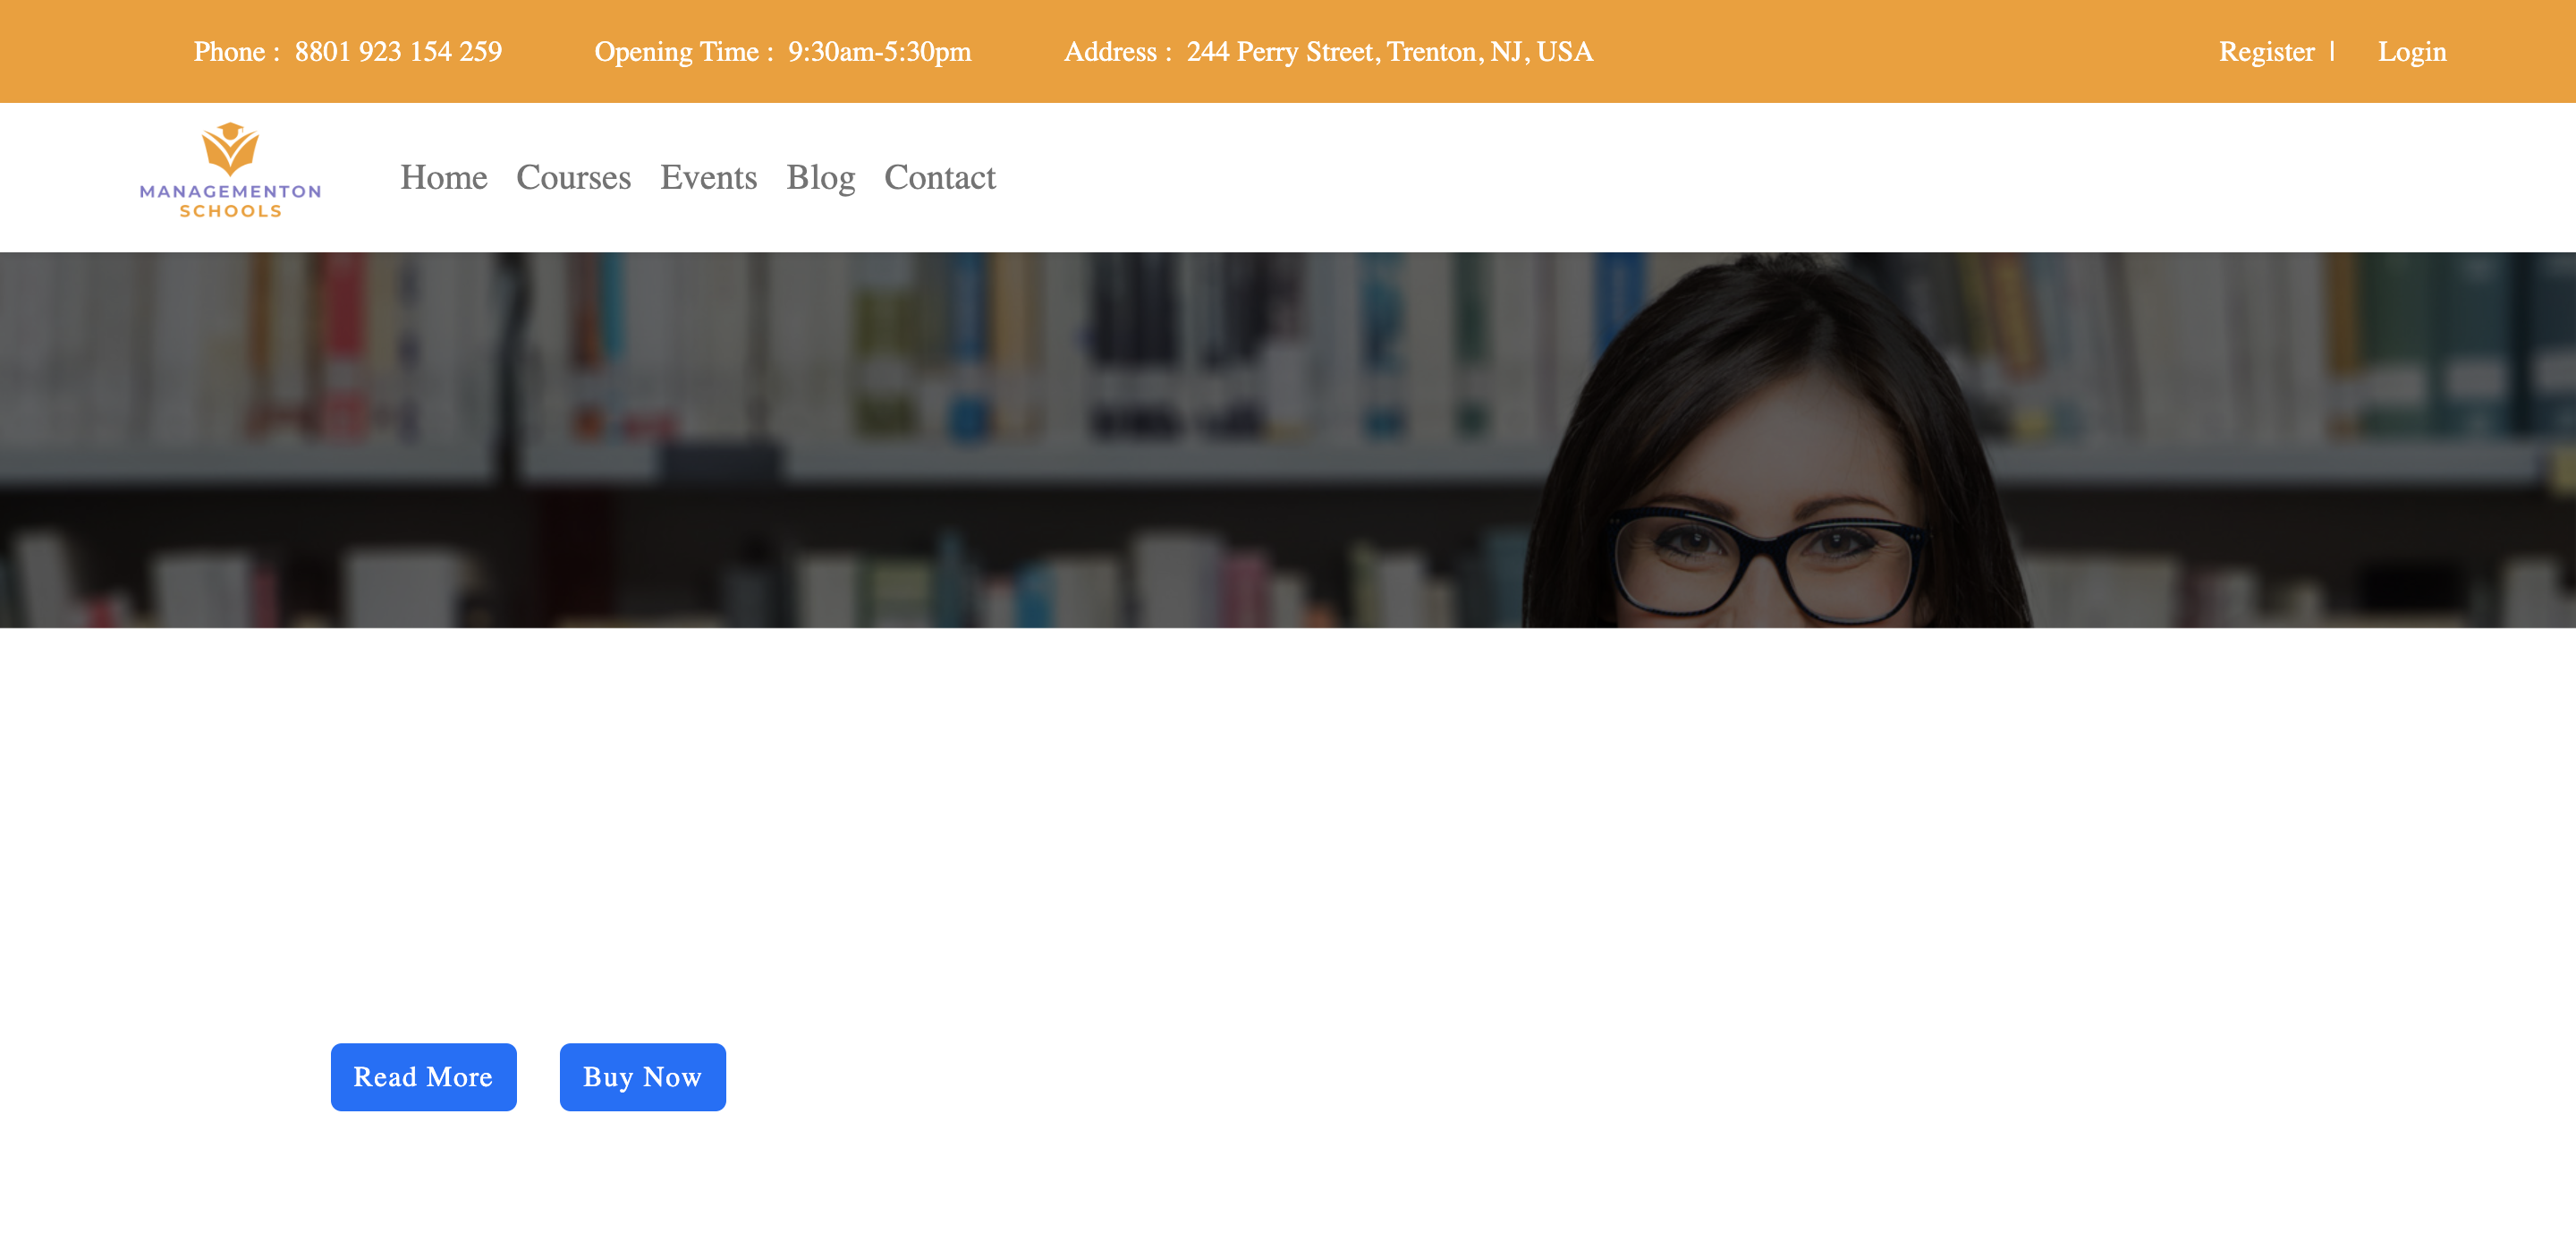 Phone : 8801 923 154 259 Opening Time : 9:30am-5:30pm Address : 244 Perry Street, Trenton, NJ, USA Register | Login
MANAGEMENTON
SCHOOLS
Home Courses Events Blog Contact
Read More Buy Now